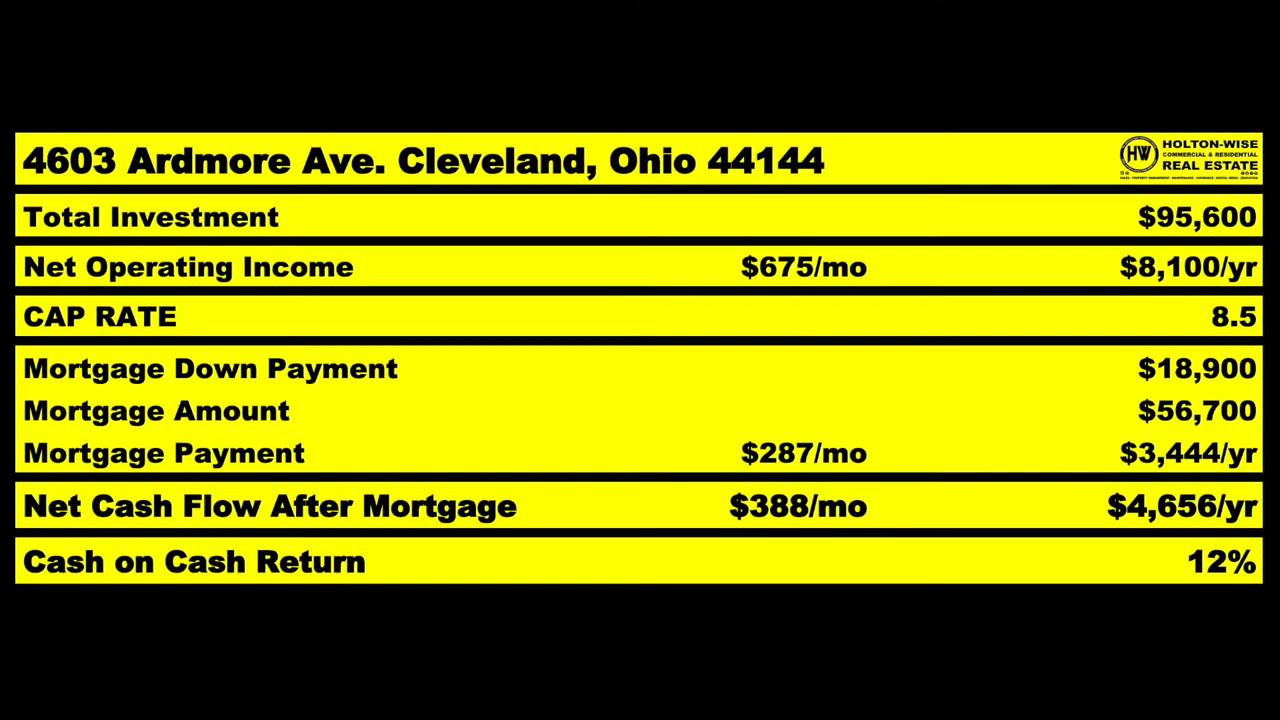 4603 Ardmore Ave. Cleveland, Ohio 44144
HW
HOLTON-WISE
COMMERCIAL & RESIDENTIAL
REAL ESTATE
Total Investment $95,600
Net Operating Income $675/mo $8,100/yr
CAP RATE 8.5
Mortgage Down Payment $18,900
Mortgage Amount $56,700
Mortgage Payment $287/mo $3,444/yr
Net Cash Flow After Mortgage $388/mo $4,656/yr
Cash on Cash Return 12%